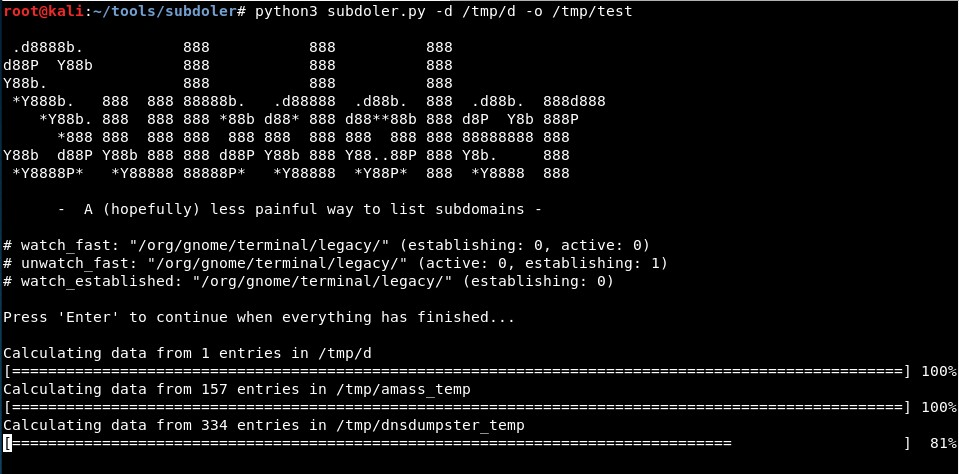 root@kali:~/tools/subdoler# python3 subdoler.py -d /tmp/d -o /tmp/test
 .d8888b.           888           888          888
d88P  Y88b          888           888          888
Y88b.               888           888          888
 *Y888b.   888  888 88888b.   .d88888  .d88b.  888  .d88b.  888d888
    *Y88b. 888  888 888 *88b d88* 888 d88**88b 888 d8P  Y8b 888P
      *888 888  888 888  888 888  888 888  888 888 88888888 888
Y88b  d88P Y88b 888 888 d88P Y88b 888 Y88..88P 888 Y8b.     888
 *Y8888P*   *Y88888 88888P*   *Y88888  *Y88P*  888  *Y8888  888
      -  A (hopefully) less painful way to list subdomains -
# watch_fast: "/org/gnome/terminal/legacy/" (establishing: 0, active: 0)
# unwatch_fast: "/org/gnome/terminal/legacy/" (active: 0, establishing: 1)
# watch_established: "/org/gnome/terminal/legacy/" (establishing: 0)
Press 'Enter' to continue when everything has finished...
Calculating data from 1 entries in /tmp/d
[===================================================================================================] 100%
Calculating data from 157 entries in /tmp/amass_temp
[===================================================================================================] 100%
Calculating data from 334 entries in /tmp/dnsdumpster_temp
[================================================================================                   ]  81%